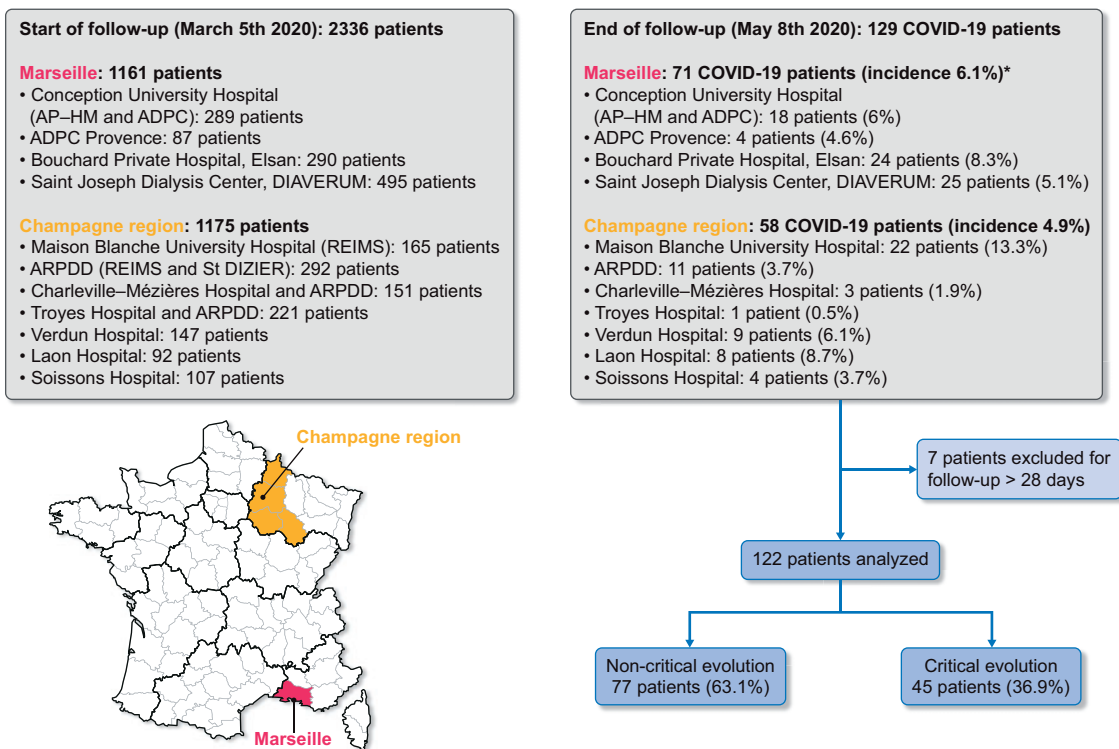 Start of follow-up (March 5th 2020): 2336 patients
Marseille: 1161 patients
• Conception University Hospital
(AP–HM and ADPC): 289 patients
• ADPC Provence: 87 patients
• Bouchard Private Hospital, Elsan: 290 patients
• Saint Joseph Dialysis Center, DIAVERUM: 495 patients
Champagne region: 1175 patients
• Maison Blanche University Hospital (REIMS): 165 patients
• ARPDD (REIMS and St DIZIER): 292 patients
• Charleville–Mézières Hospital and ARPDD: 151 patients
• Troyes Hospital and ARPDD: 221 patients
• Verdun Hospital: 147 patients
• Laon Hospital: 92 patients
• Soissons Hospital: 107 patients
End of follow-up (May 8th 2020): 129 COVID-19 patients
Marseille: 71 COVID-19 patients (incidence 6.1%)*
• Conception University Hospital
(AP–HM and ADPC): 18 patients (6%)
• ADPC Provence: 4 patients (4.6%)
• Bouchard Private Hospital, Elsan: 24 patients (8.3%)
• Saint Joseph Dialysis Center, DIAVERUM: 25 patients (5.1%)
Champagne region: 58 COVID-19 patients (incidence 4.9%)
• Maison Blanche University Hospital: 22 patients (13.3%)
• ARPDD: 11 patients (3.7%)
• Charleville–Mézières Hospital: 3 patients (1.9%)
• Troyes Hospital: 1 patient (0.5%)
• Verdun Hospital: 9 patients (6.1%)
• Laon Hospital: 8 patients (8.7%)
• Soissons Hospital: 4 patients (3.7%)
Champagne region
Marseille
7 patients excluded for
follow-up > 28 days
122 patients analyzed
Non-critical evolution
77 patients (63.1%)
Critical evolution
45 patients (36.9%)